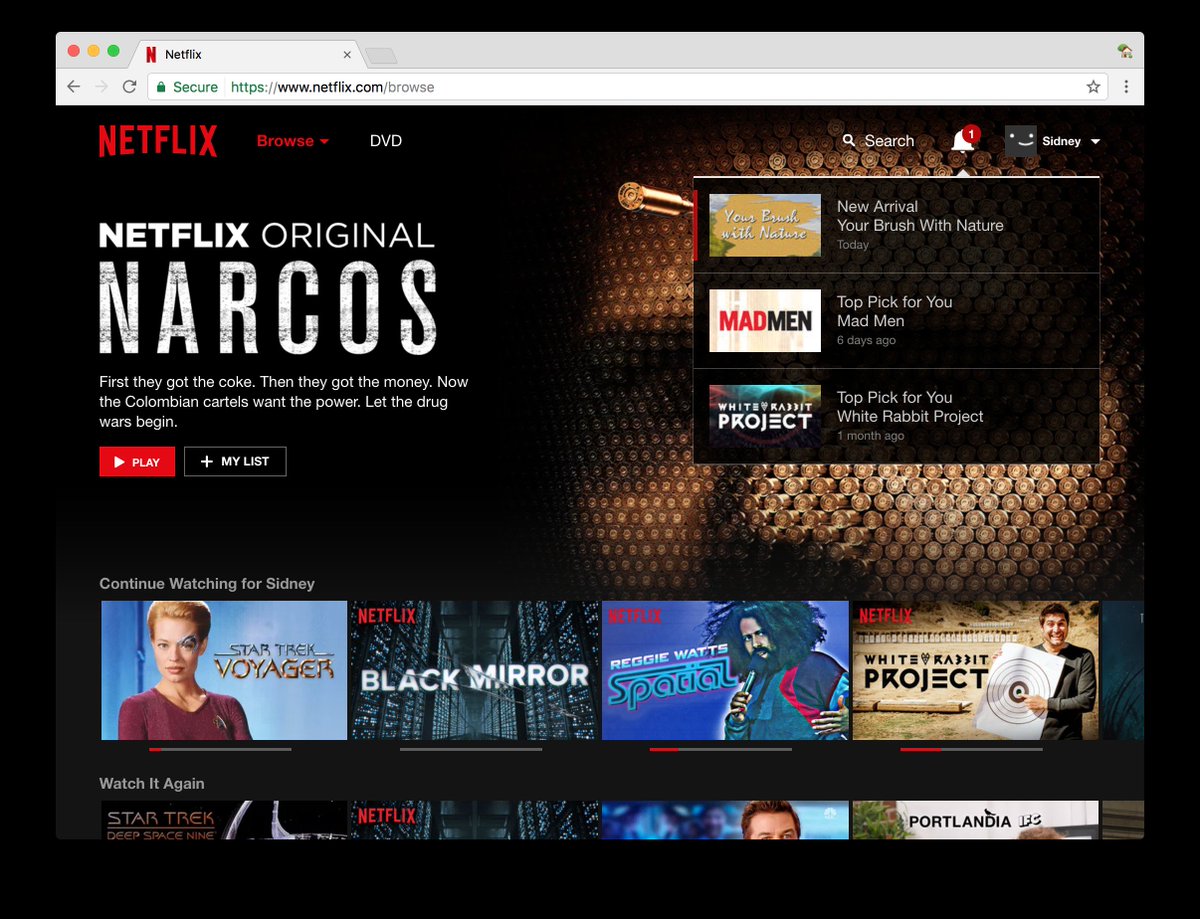 Netflix
Secure https://www.netflix.com/browse
NETFLIX
Browse
DVD
Search
1
Sidney
NETFLIX ORIGINAL
NARCOS
First they got the coke. Then they got the money. Now
the Colombian cartels want the power. Let the drug
wars begin.
PLAY
MY LIST
Your Brush
with Nature
New Arrival
Your Brush With Nature
Today
MADMEN
Top Pick for You
Mad Men
6 days ago
WHITE RABBIT
PROJECT
Top Pick for You
White Rabbit Project
1 month ago
Continue Watching for Sidney
STAR TREK
VOYAGER
NETFLIX
BLACK MIRROR
NETFLIX
REGGIE WATTS
Spatial
NETFLIX
WHITE RABBIT
PROJECT
Watch It Again
STAR TREK
DEEP SPACE NINE
NETFLIX
PORTLANDIA IFC